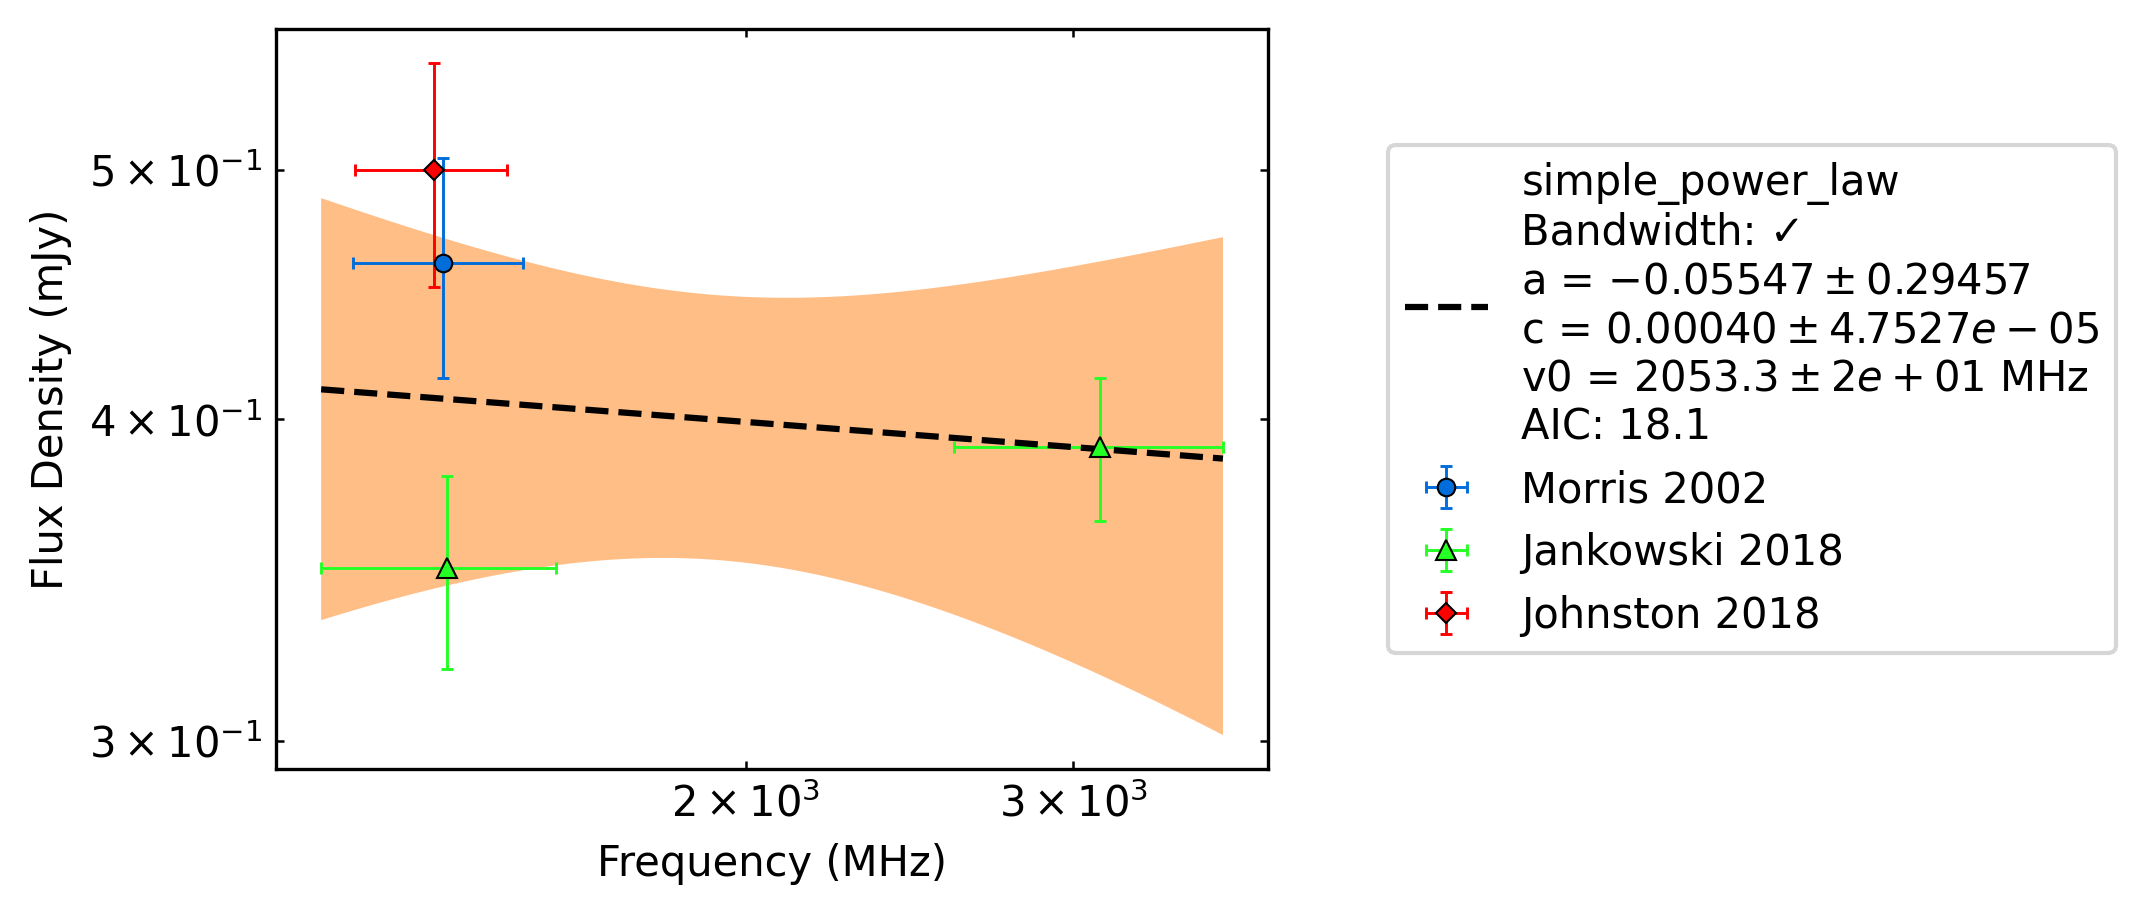 5 × 10⁻¹
4 × 10⁻¹
3 × 10⁻¹
Flux Density (mJy)
2 × 10³
3 × 10³
Frequency (MHz)
simple_power_law
Bandwidth: ✓
a = −0.05547 ± 0.29457
c = 0.00040 ± 4.7527e − 05
v0 = 2053.3 ± 2e + 01 MHz
AIC: 18.1
Morris 2002
Jankowski 2018
Johnston 2018